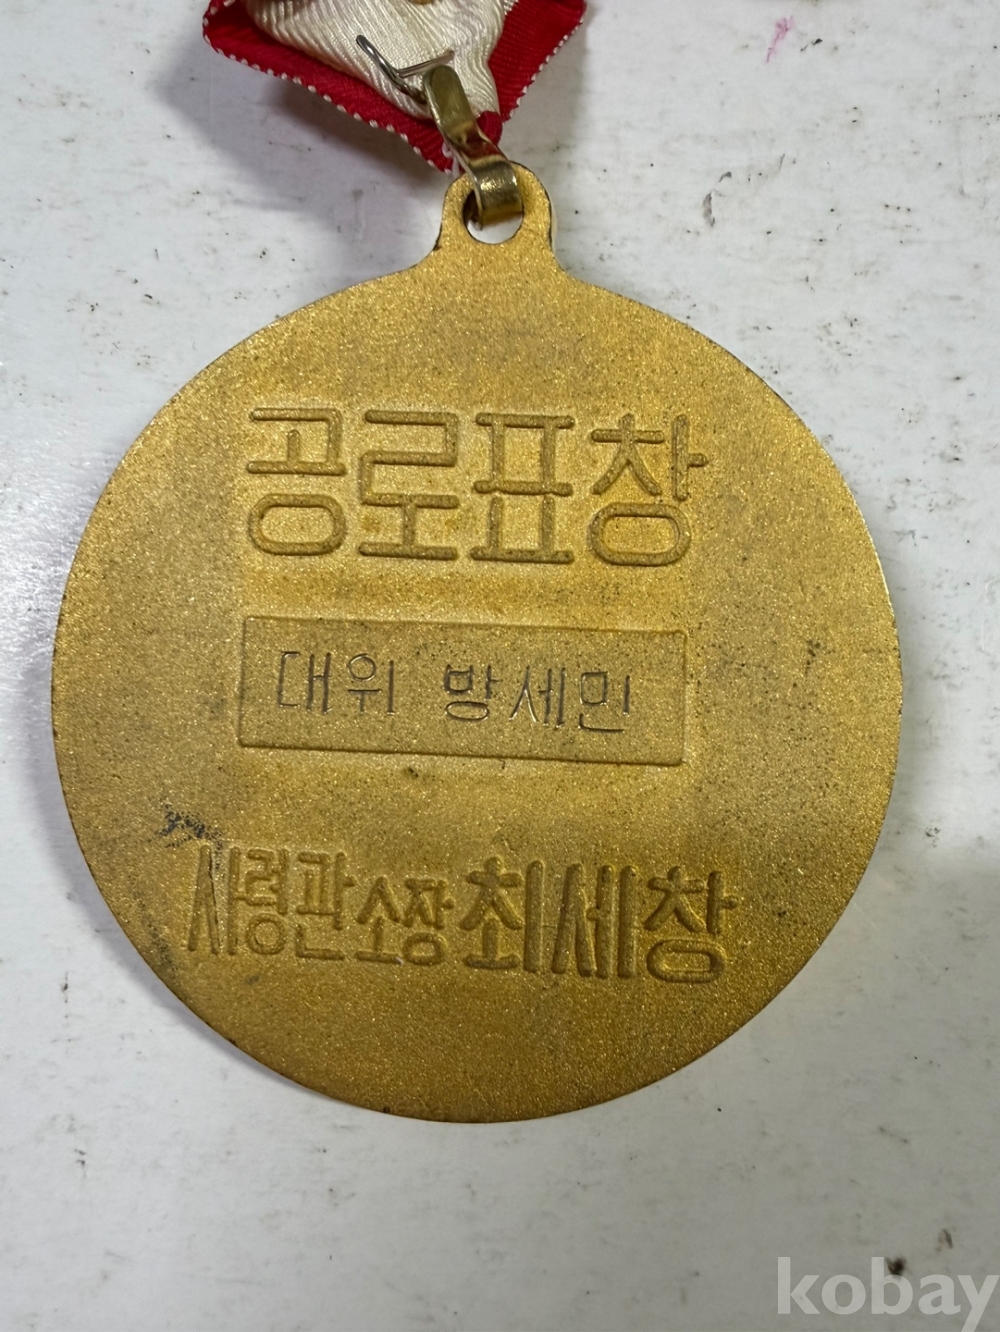 공로표창
대위 방세민
사령관 소장 최세창
kobay